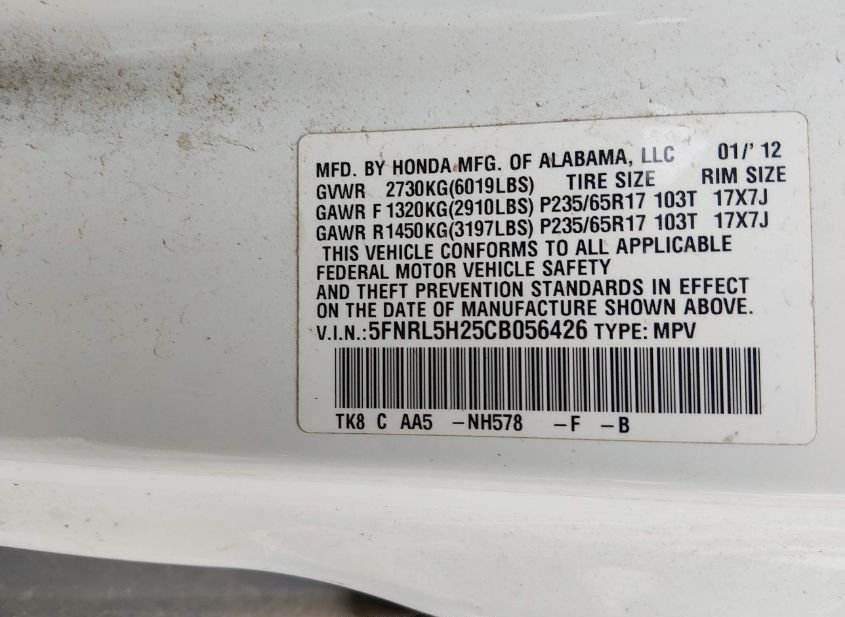 MFD. BY HONDA MFG. OF ALABAMA, LLC 01/' 12
GVWR 2730KG(6019LBS) TIRE SIZE RIM SIZE
GAWR F 1320KG(2910LBS) P235/65R17 103T 17X7J
GAWR R1450KG(3197LBS) P235/65R17 103T 17X7J
THIS VEHICLE CONFORMS TO ALL APPLICABLE
FEDERAL MOTOR VEHICLE SAFETY
AND THEFT PREVENTION STANDARDS IN EFFECT
ON THE DATE OF MANUFACTURE SHOWN ABOVE.
V.I.N.:5FNRL5H25CB056426 TYPE: MPV
TK8 C AA5 -NH578 -F -B